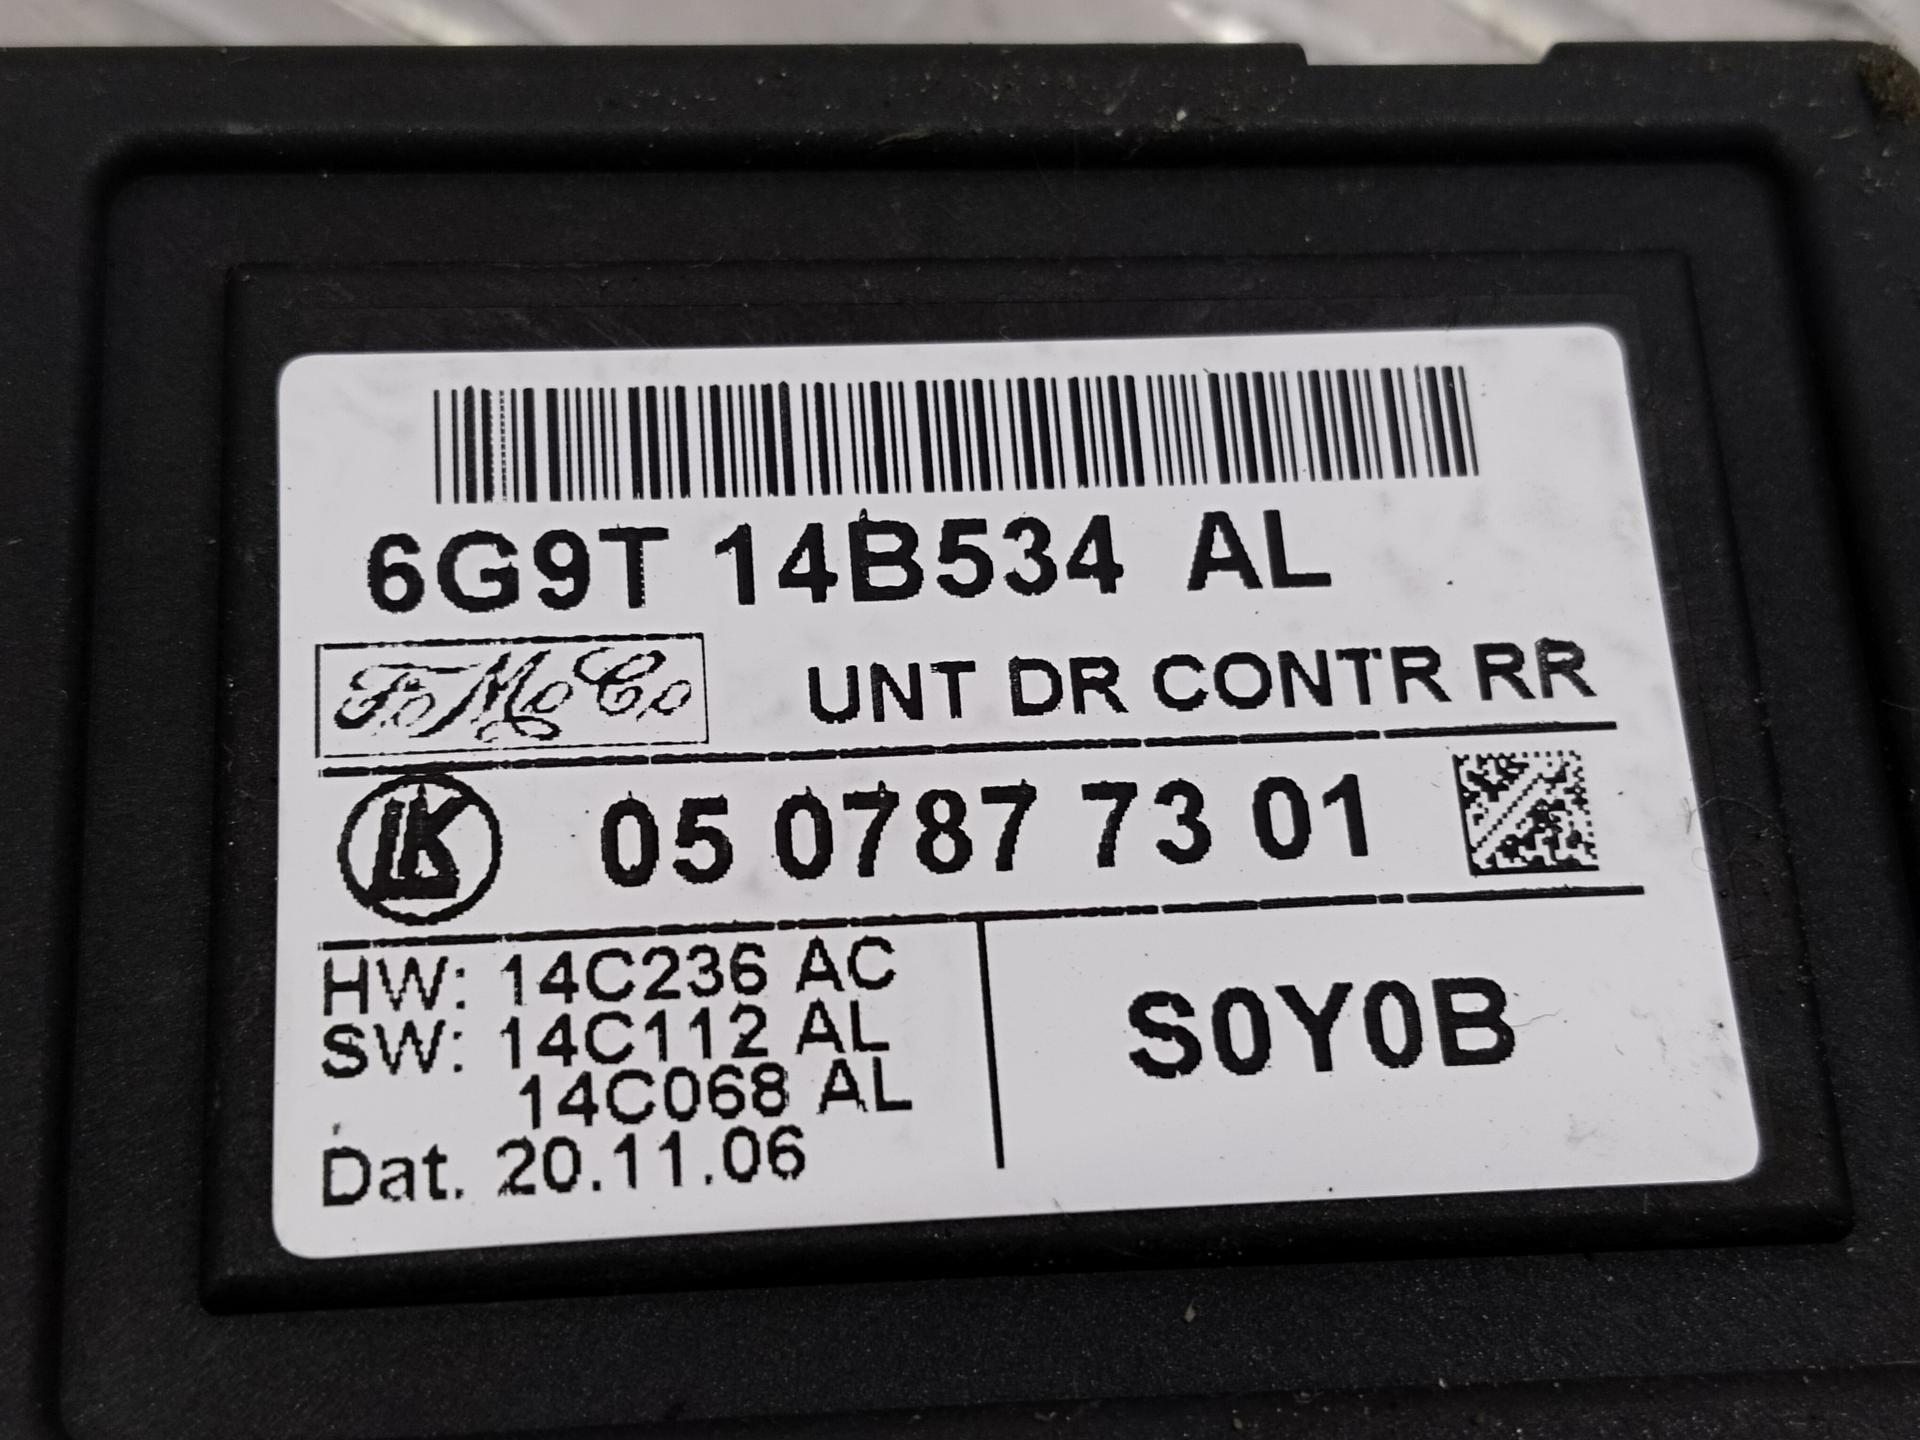 6G9T 14B534 AL
FoMoCo UNT DR CONTR RR
LK 05 0787 73 01
HW: 14C236 AC
SW: 14C112 AL
14C068 AL
Dat. 20.11.06
S0Y0B